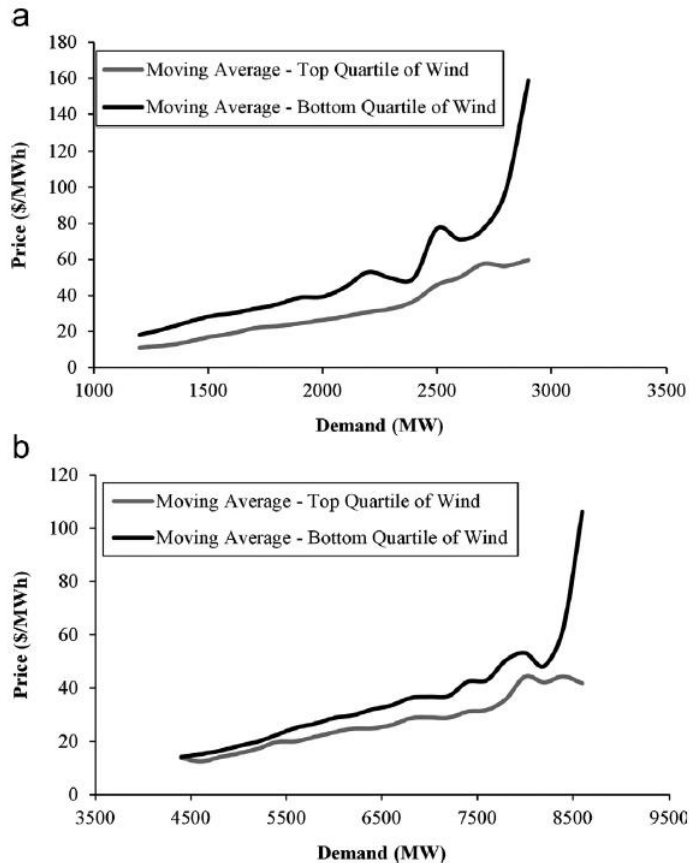 a
180
160
140
120
100
80
60
40
20
0
Price ($/MWh)
Moving Average - Top Quartile of Wind
Moving Average - Bottom Quartile of Wind
1000 1500 2000 2500 3000 3500
Demand (MW)
b
120
100
80
60
40
20
0
Price ($/MWh)
Moving Average - Top Quartile of Wind
Moving Average - Bottom Quartile of Wind
3500 4500 5500 6500 7500 8500 9500
Demand (MW)